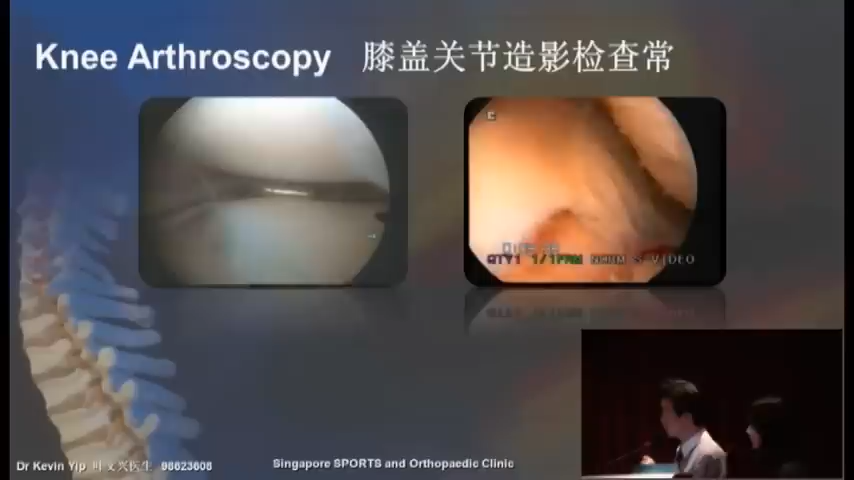 Knee Arthroscopy 膝盖关节造影检查常
QTY1 1/1FRM NORM S-VIDEO
Dr Kevin Yip 叶文兴医生 98623608
Singapore SPORTS and Orthopaedic Clinic